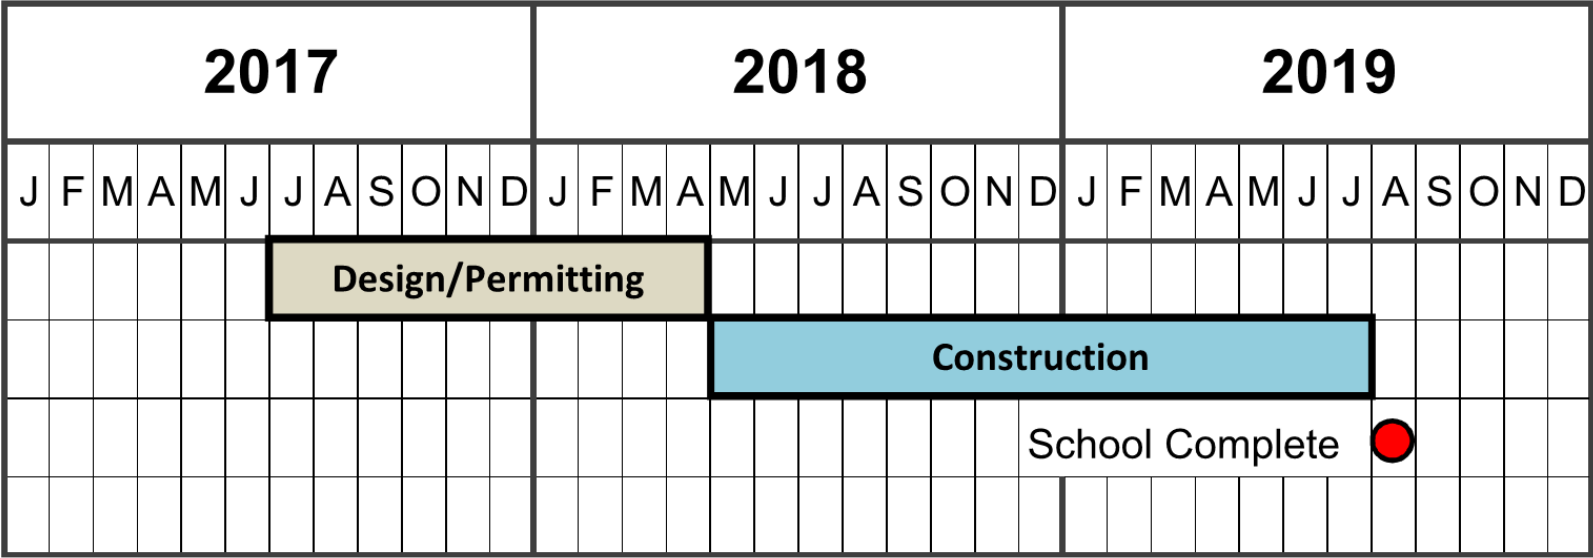 2017 2018 2019
J F M A M J J A S O N D J F M A M J J A S O N D J F M A M J J A S O N D
Design/Permitting
Construction
School Complete